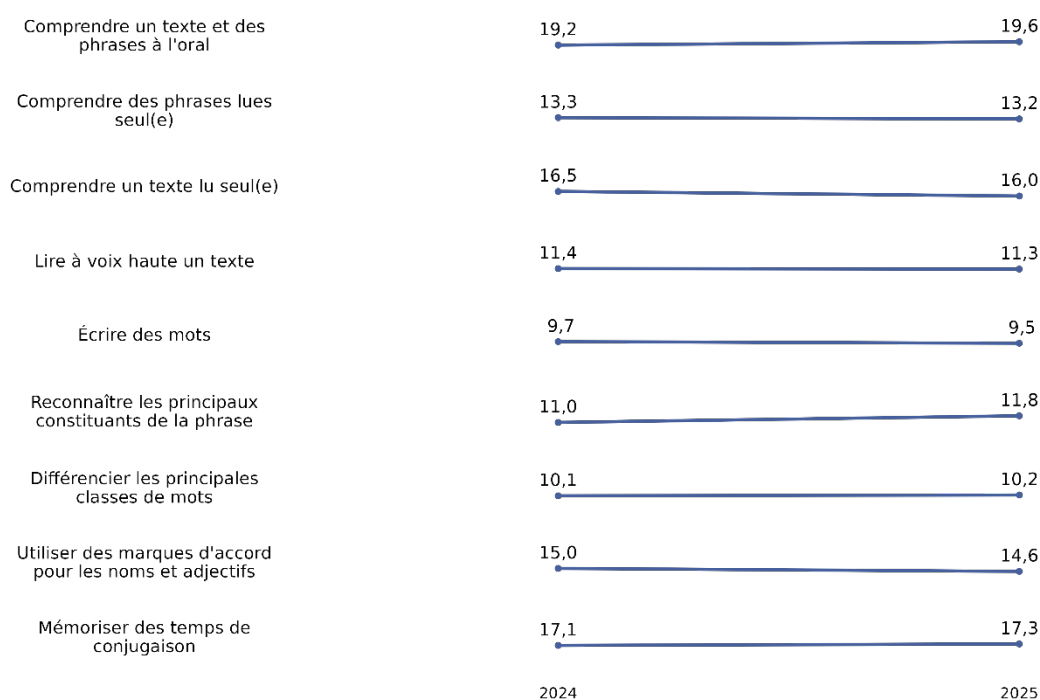 Comprendre un texte et des
phrases à l'oral
19,2
19,6
Comprendre des phrases lues
seul(e)
13,3
13,2
Comprendre un texte lu seul(e)
16,5
16,0
Lire à voix haute un texte
11,4
11,3
Écrire des mots
9,7
9,5
Reconnaître les principaux
constituants de la phrase
11,0
11,8
Différencier les principales
classes de mots
10,1
10,2
Utiliser des marques d'accord
pour les noms et adjectifs
15,0
14,6
Mémoriser des temps de
conjugaison
17,1
17,3
2024
2025